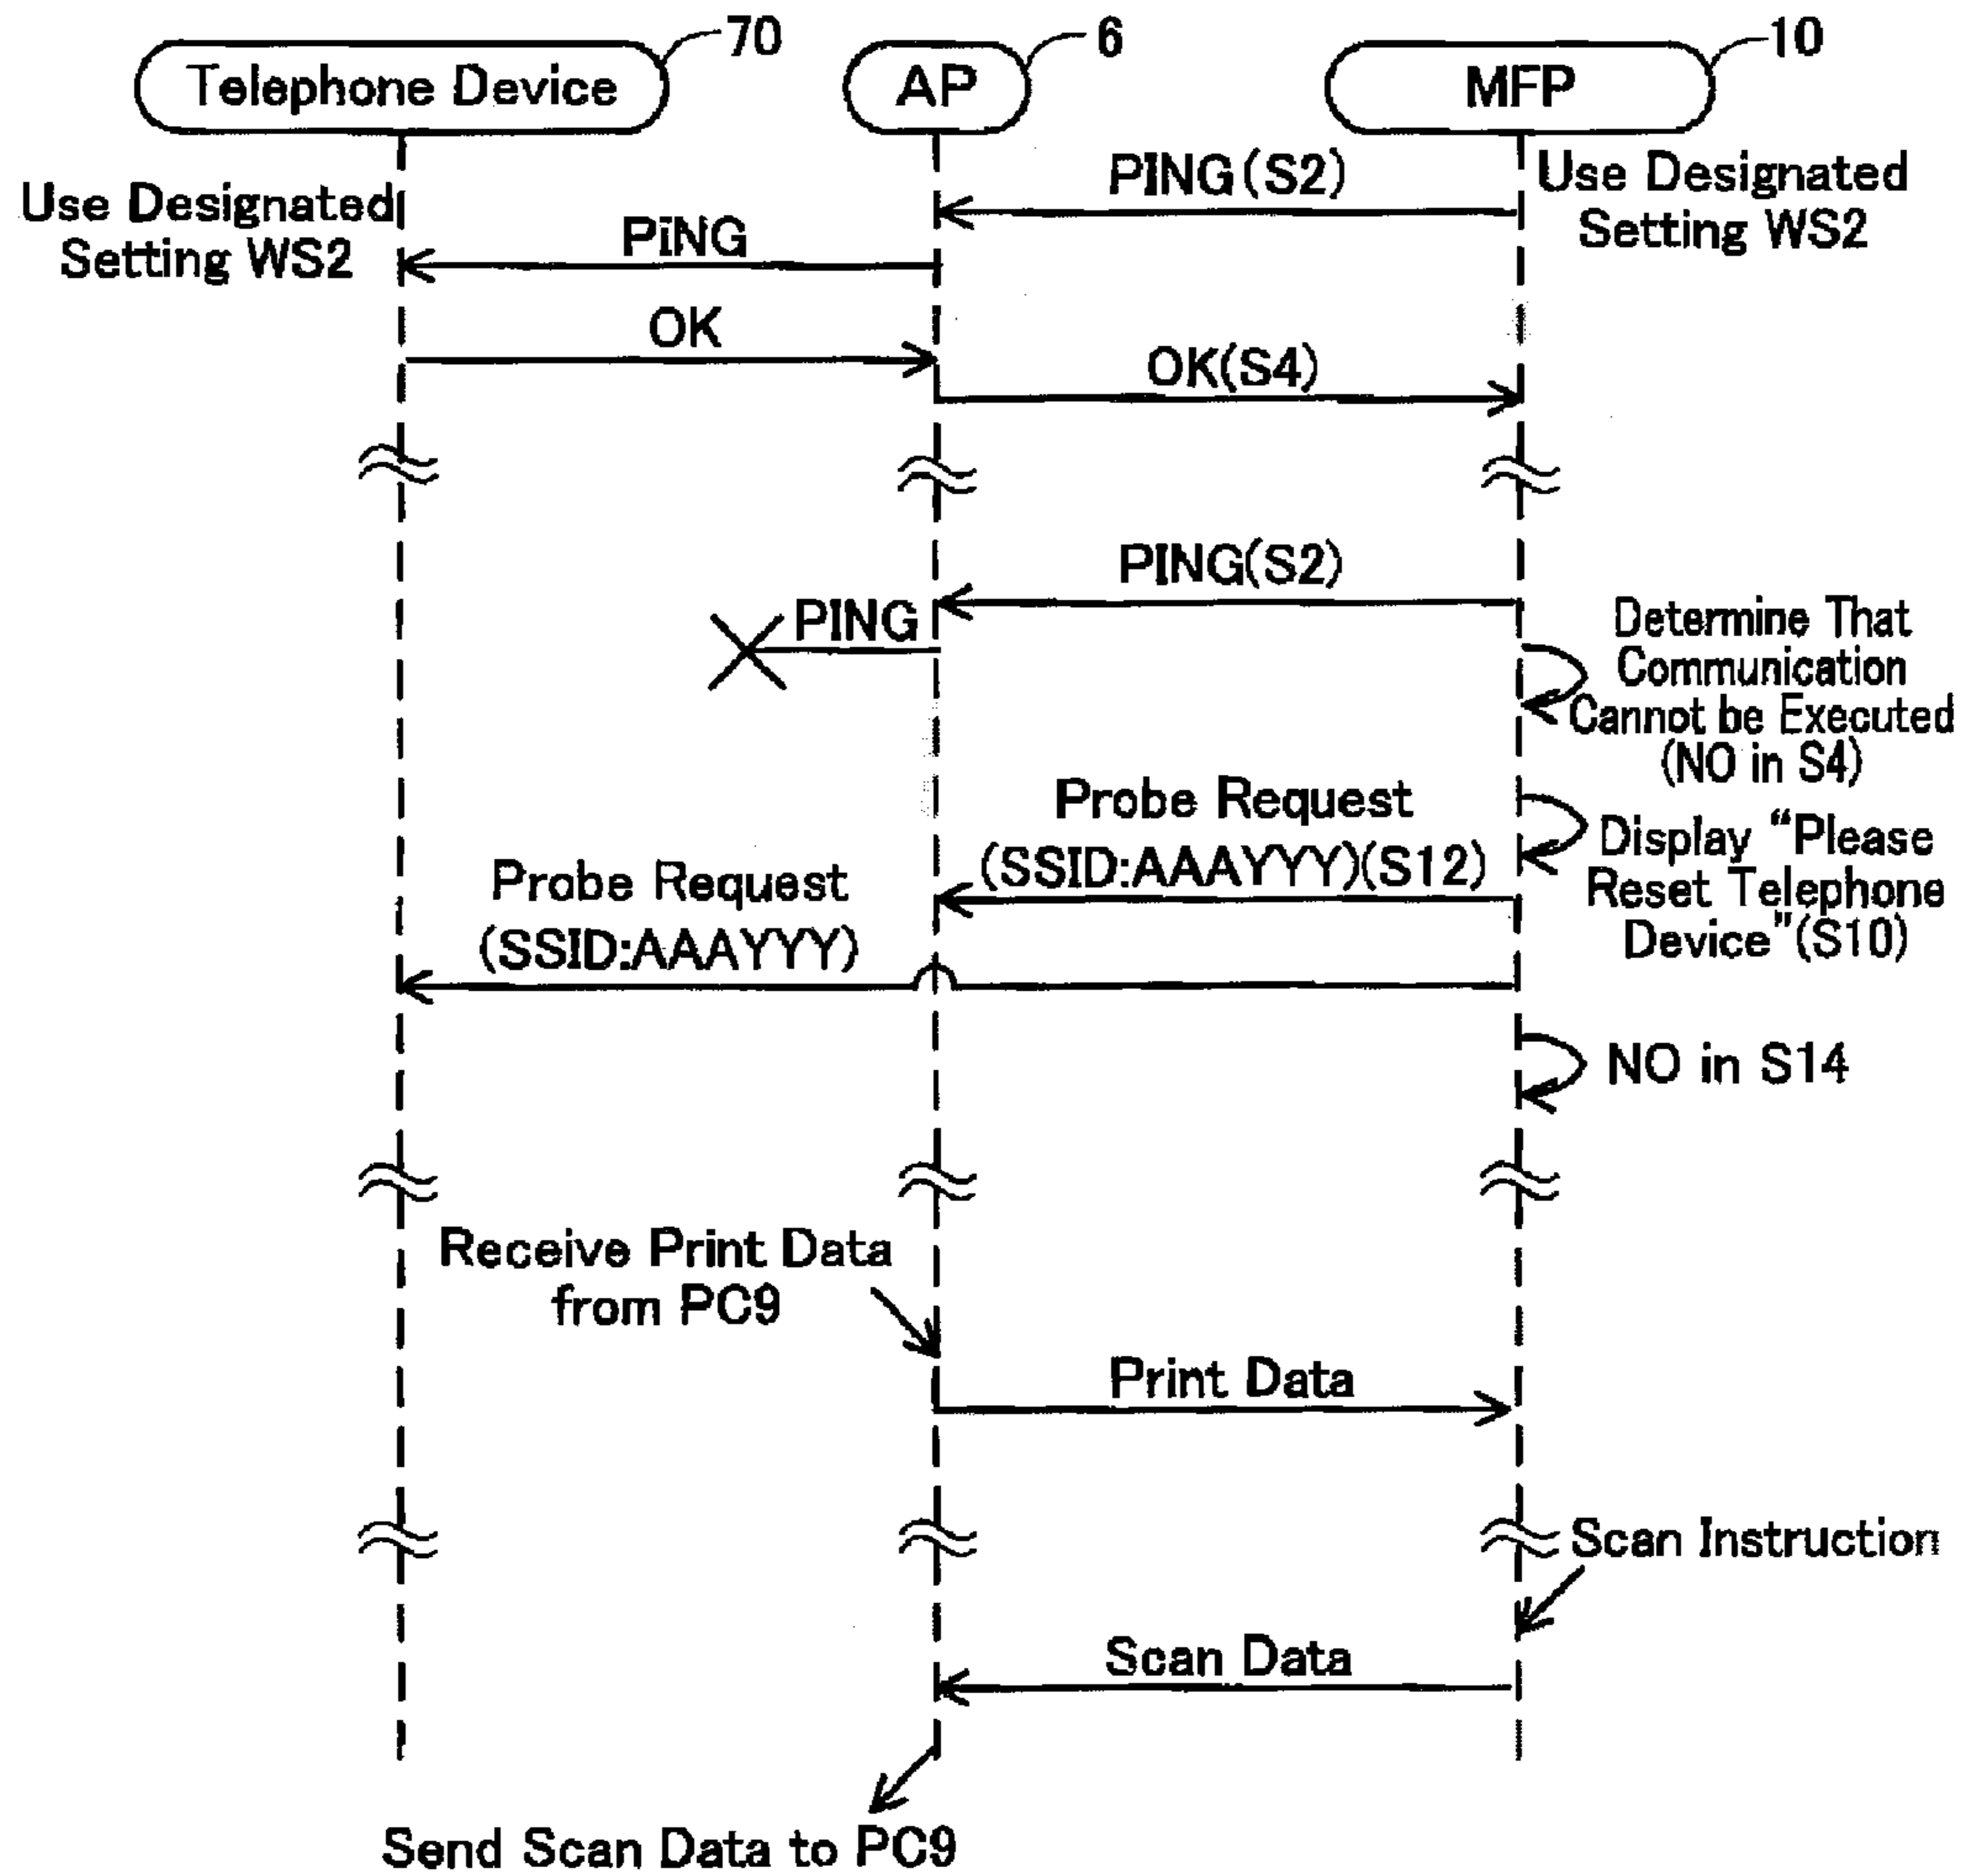 70
6
10
Telephone Device
AP
MFP
PING(S2)
Use Designated
Setting WS2
Use Designated
Setting WS2
PiNG
OK
OK(S4)
PING(S2)
PING
Determine That
Communication
Cannot be Executed
(NO in S4)
Probe Request
(SSID:AAAYYY)(S12)
Display “Please
Reset Telephone
Device”(S10)
Probe Request
(SSID:AAAYYY)
NO in S14
Receive Print Data
from PC9
Print Data
Scan Instruction
Scan Data
Send Scan Data to PC9